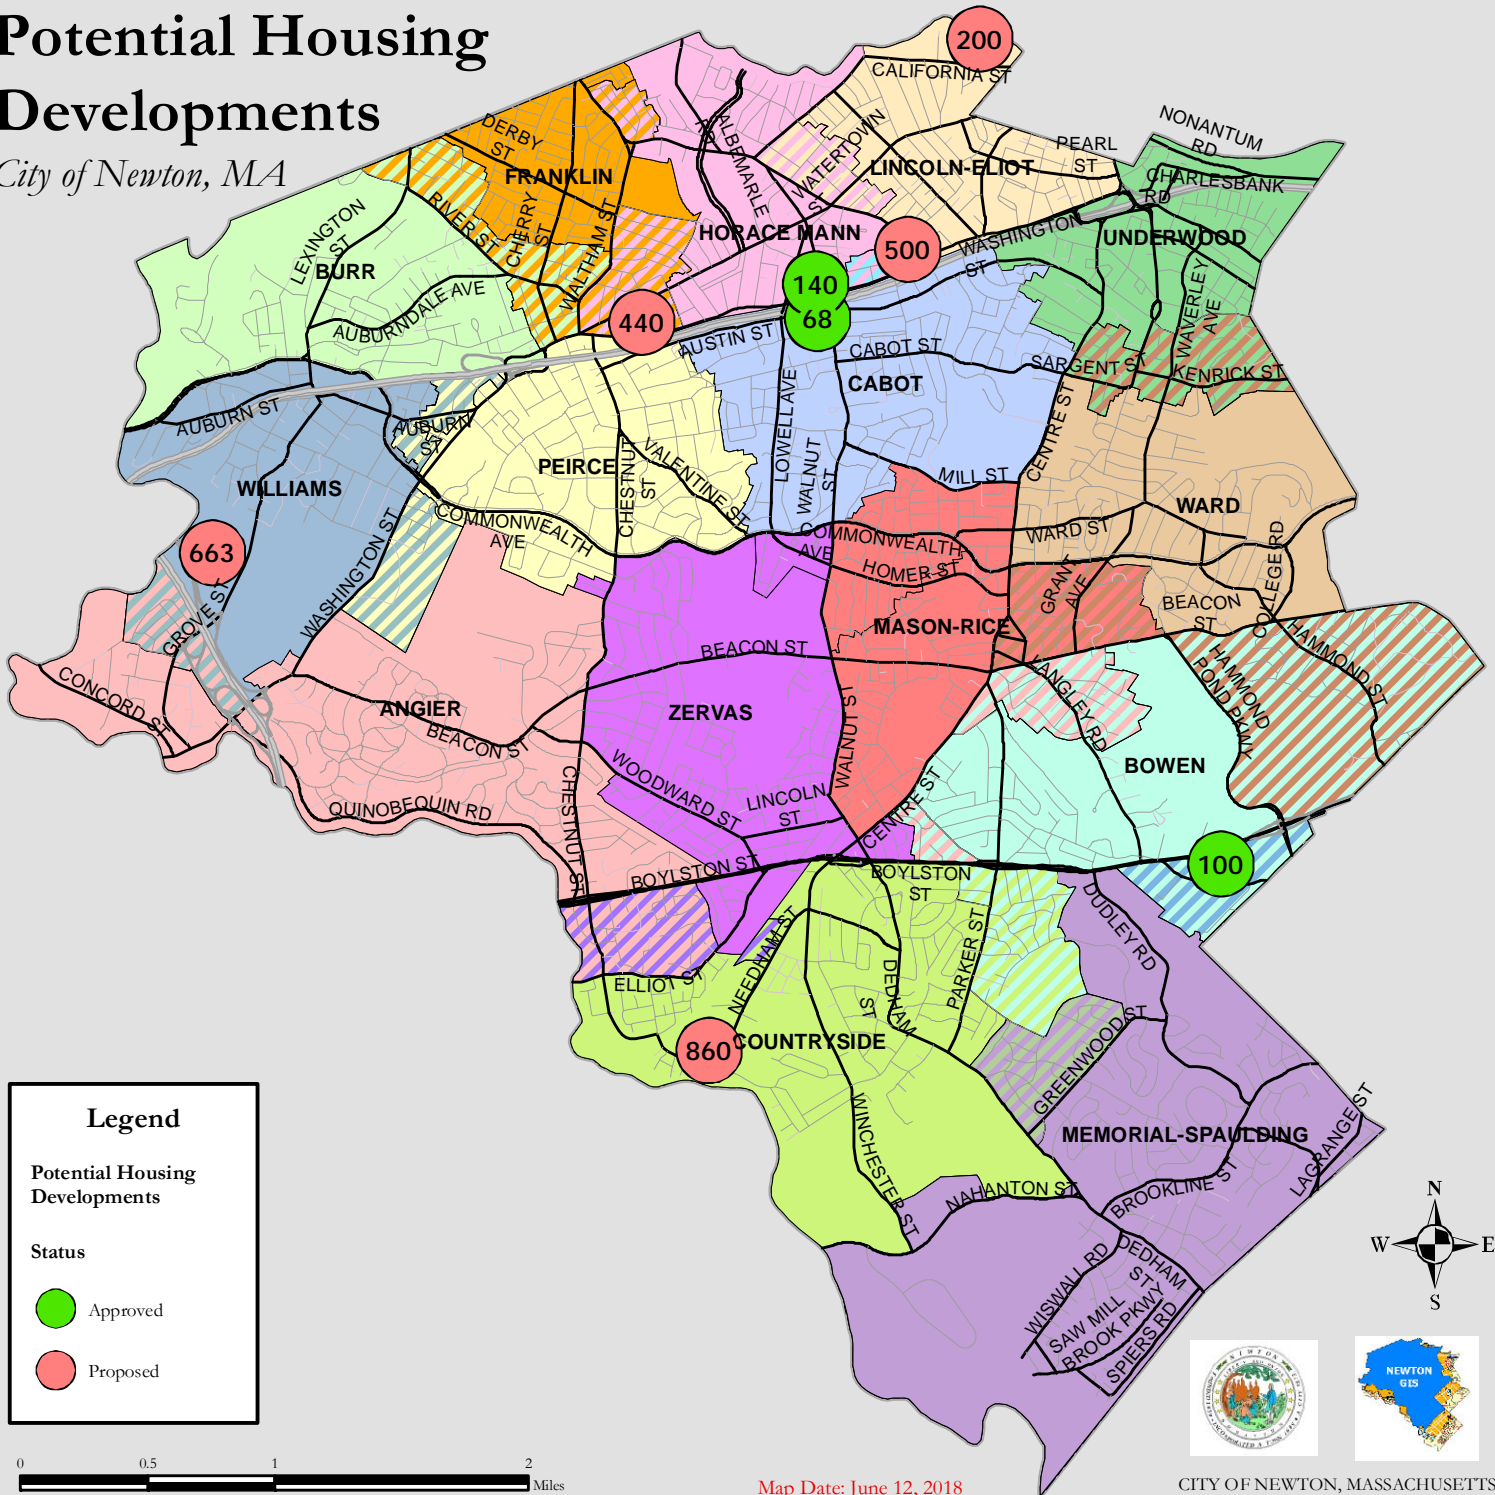 Potential Housing
Developments
City of Newton, MA
200
CALIFORNIA ST
NONANTUM
RD
PEARL
ST
CHARLESBANK
RD
DERBY
ST
ALBEMARLE
RD
WATERTOWN
ST
LINCOLN-ELIOT
FRANKLIN
RIVER ST
CHERRY
ST
WALTHAM ST
HORACE MANN
500
WASHINGTON
ST
UNDERWOOD
LEXINGTON
ST
BURR
AUBURNDALE AVE
140
68
440
AUSTIN ST
CABOT ST
CABOT
SARGENT ST
WAVERLEY
AVE
KENRICK ST
AUBURN ST
AUBURN
ST
LOWELL AVE
WALNUT
ST
CENTRE ST
PEIRCE
CHESTNUT
ST
VALENTINE ST
MILL ST
WILLIAMS
WARD
COMMONWEALTH
AVE
COMMONWEALTH
AVE
WARD ST
663
WASHINGTON ST
HOMER ST
GRANT
AVE
COLLEGE RD
BEACON
ST
GROVE ST
MASON-RICE
HAMMOND ST
BEACON ST
LANGLEY RD
HAMMOND
POND PKWY
CONCORD ST
ANGIER
ZERVAS
BEACON ST
WALNUT ST
BOWEN
WOODWARD ST
LINCOLN
ST
QUINOBEQUIN RD
CHESTNUT ST
CENTRE ST
100
BOYLSTON ST
BOYLSTON
ST
DUDLEY RD
PARKER ST
NEEDHAM ST
ELLIOT ST
DEDHAM
ST
GREENWOOD ST
860
COUNTRYSIDE
WINCHESTER ST
MEMORIAL-SPAULDING
LAGRANGE ST
NAHANTON ST
BROOKLINE ST
WISWALL RD
DEDHAM
ST
SAW MILL
BROOK PKWY
SPIERS RD
Legend
Potential Housing
Developments
Status
Approved
Proposed
N
W
E
S
NEWTON
GIS
0
0.5
1
2
Miles
Map Date: June 12, 2018
CITY OF NEWTON, MASSACHUSETTS